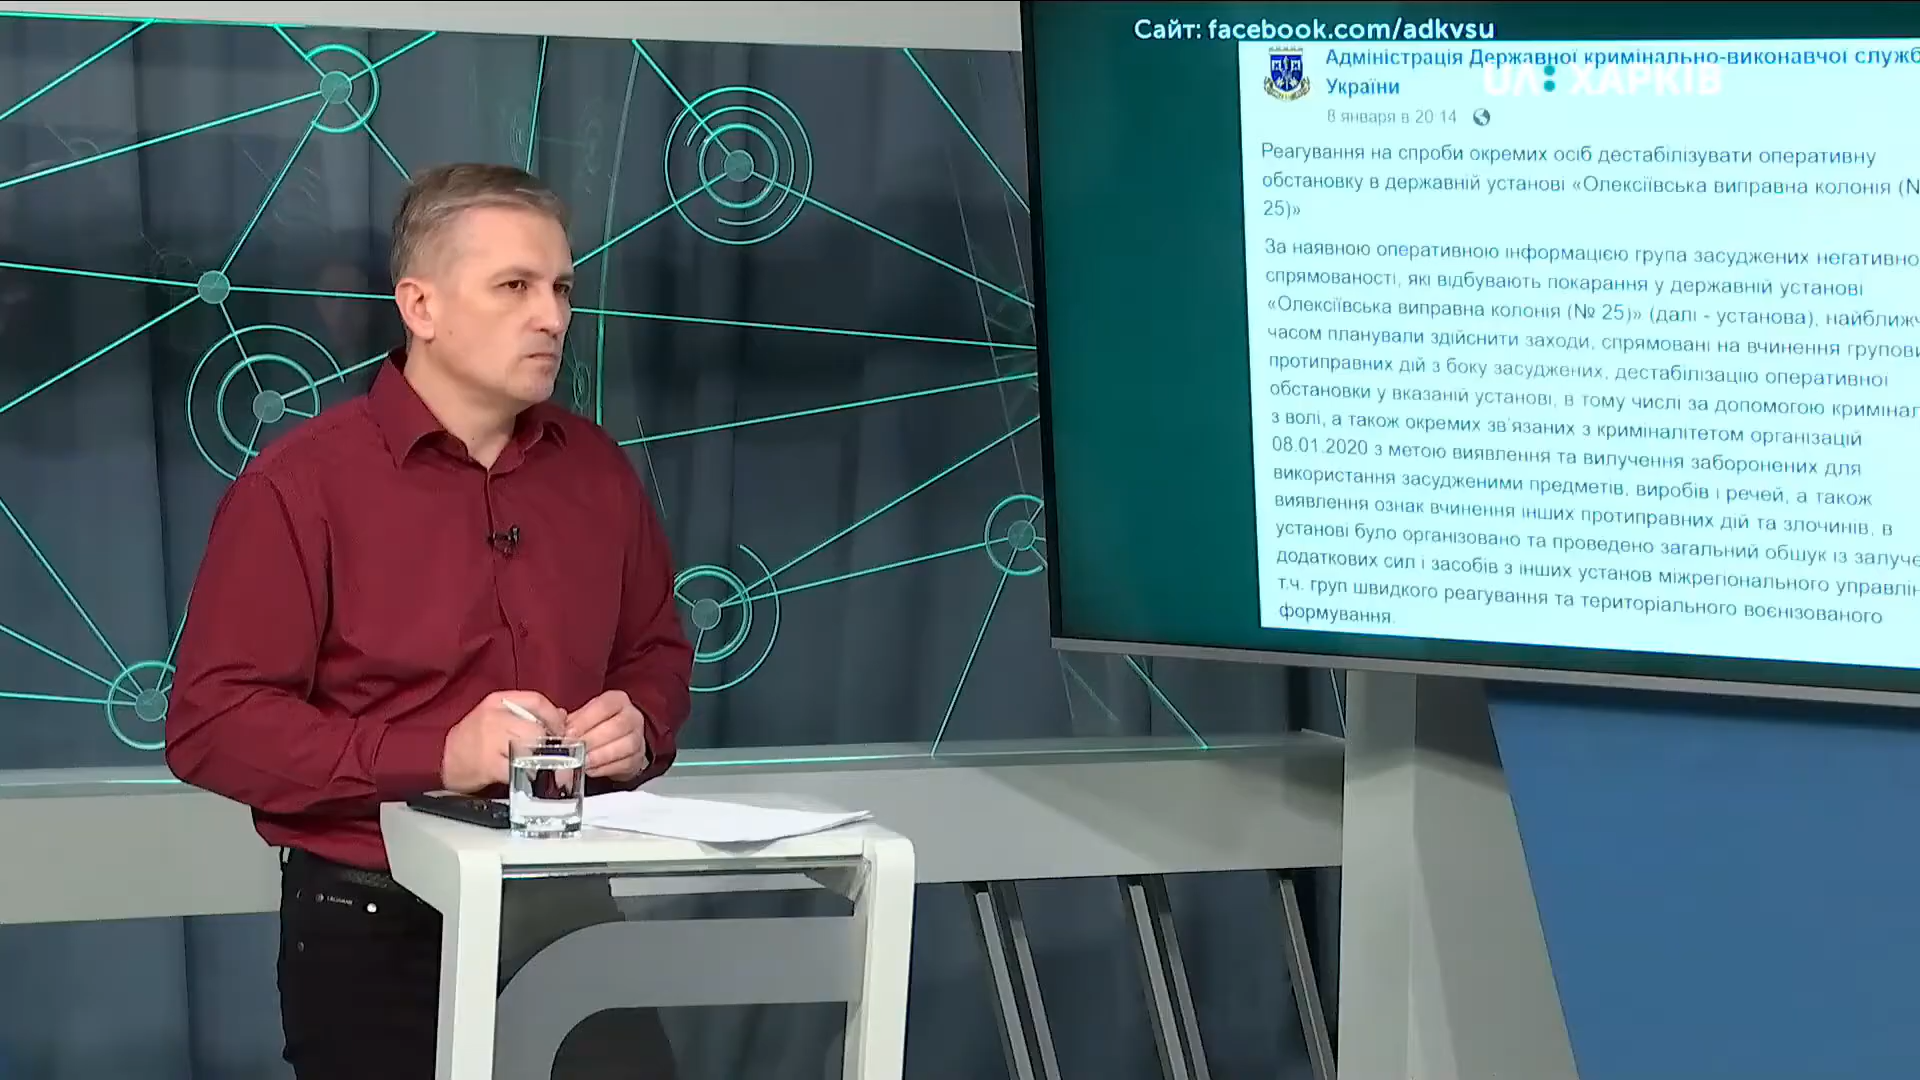 Сайт: facebook.com/adkvsu
Адміністрація Державної кримінально-виконавчої служб
України
UA: ХАРКІВ
8 января в 20:14
Реагування на спроби окремих осіб дестабілізувати оперативну
обстановку в державній установі «Олексіївська виправна колонія (№
25)»
За наявною оперативною інформацією група засуджених негативно
спрямованості, які відбувають покарання у державній установі
«Олексіївська виправна колонія (№ 25)» (далі - установа), найближч
часом планували здійснити заходи, спрямовані на вчинення групови
протиправних дій з боку засуджених, дестабілізацію оперативної
обстановки у вказаній установі, в тому числі за допомогою криміналі
з волі, а також окремих зв'язаних з криміналітетом організацій
08.01.2020 з метою виявлення та вилучення заборонених для
використання засудженими предметів, виробів і речей, а також
виявлення ознак вчинення інших протиправних дій та злочинів, в
установі було організовано та проведено загальний обшук із залуче
додаткових сил і засобів з інших установ міжрегіонального управлін
т.ч. груп швидкого реагування та територіального воєнізованого
формування.